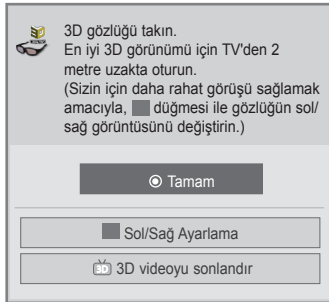 3D gözlüğü takın.
En iyi 3D görünümü için TV'den 2
metre uzakta oturun.
(Sizin için daha rahat görüşü sağlamak
amacıyla, düğmesi ile gözlüğün sol/
sağ görüntüsünü değiştirin.)
Tamam
Sol/Sağ Ayarlama
3D 3D videoyu sonlandır